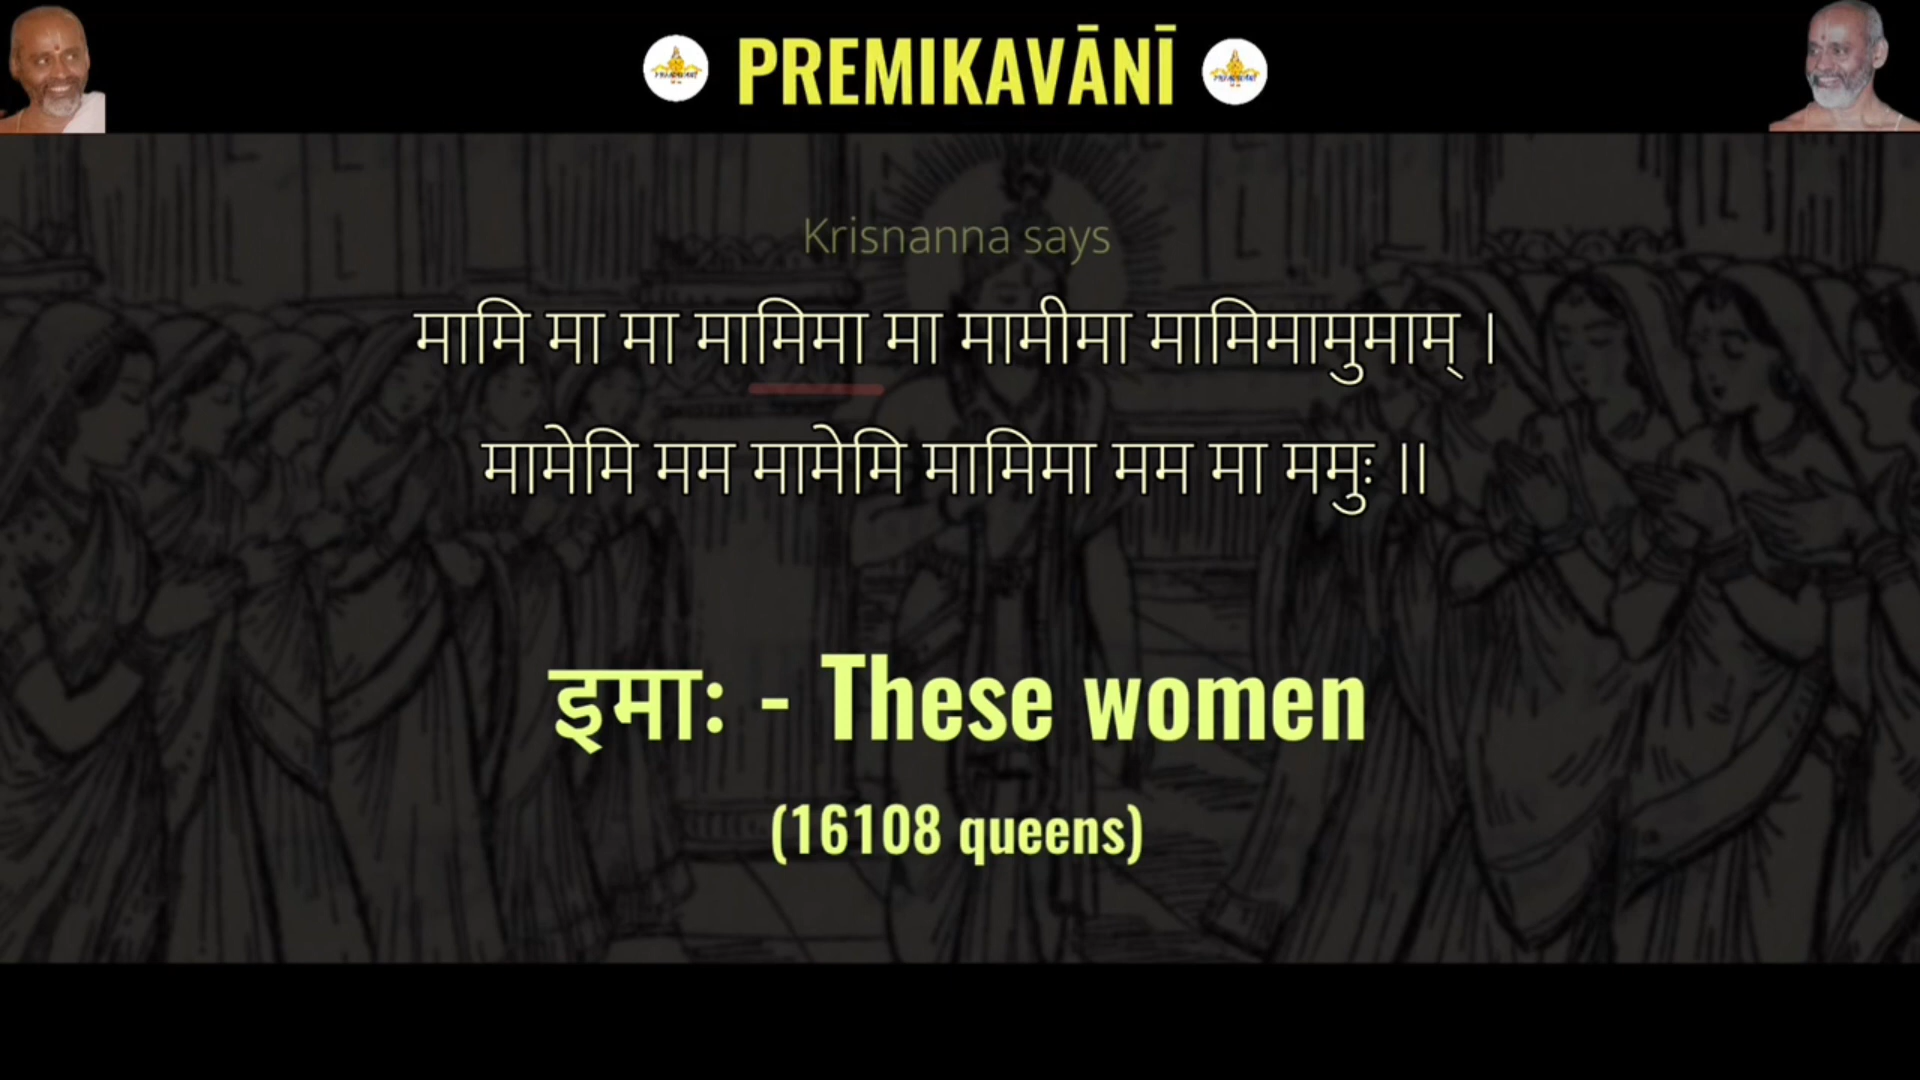 PREMIKAVĀNĪ
Krisnanna says
मामि मा मा मामिमा मा मामीमा मामिमामुमाम् ।
मामेमि मम मामेमि मामिमा मम मा ममुः ॥
इमाः - These women
(16108 queens)